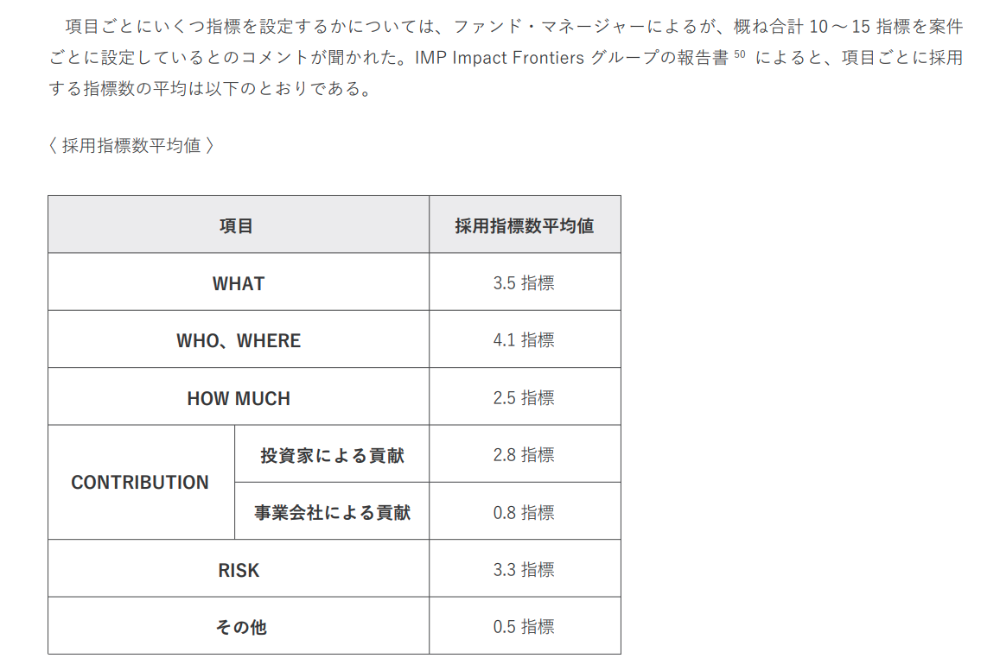 項目ごとにいくつ指標を設定するかについては、ファンド・マネージャーによるが、概ね合計 10～15 指標を案件
ごとに設定しているとのコメントが聞かれた。IMP Impact Frontiers グループの報告書 50 によると、項目ごとに採用
する指標数の平均は以下のとおりである。
〈 採用指標数平均値 〉
項目 採用指標数平均値
WHAT 3.5 指標
WHO、WHERE 4.1 指標
HOW MUCH 2.5 指標
CONTRIBUTION 投資家による貢献 2.8 指標
事業会社による貢献 0.8 指標
RISK 3.3 指標
その他 0.5 指標